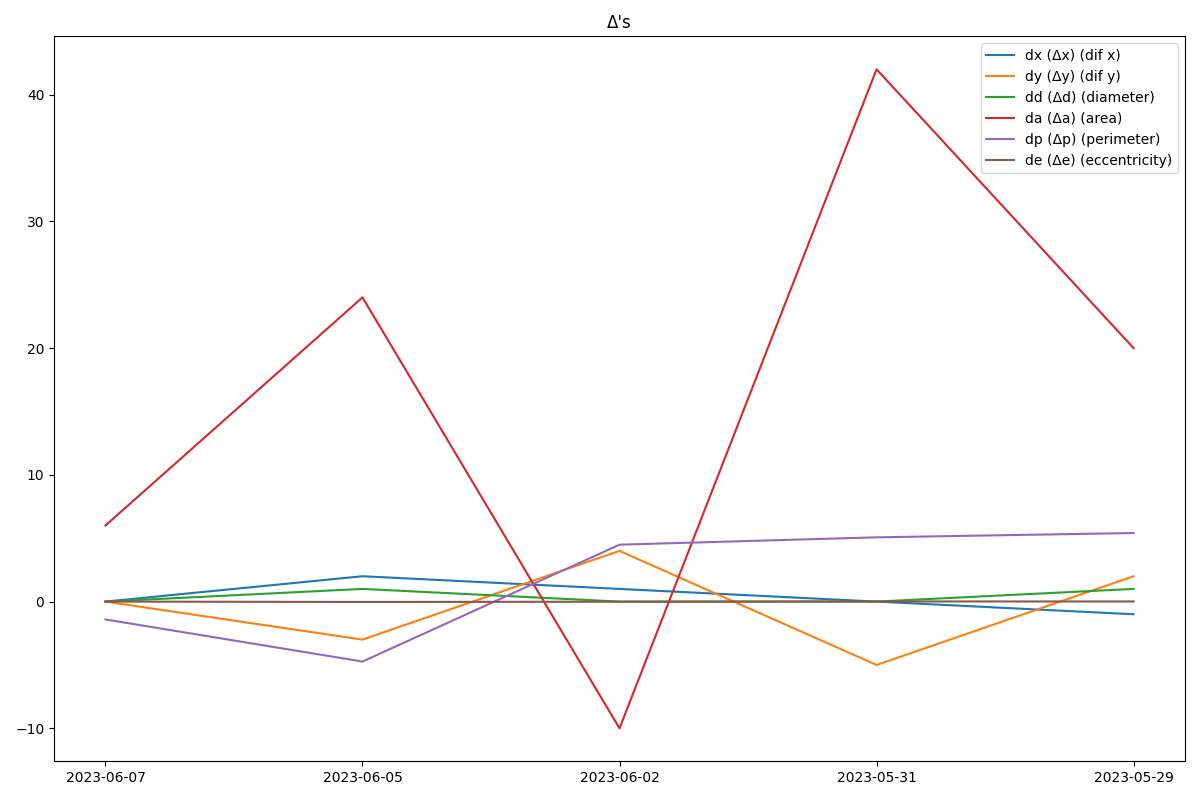 Δ's
dx (Δx) (dif x)
dy (Δy) (dif y)
dd (Δd) (diameter)
da (Δa) (area)
dp (Δp) (perimeter)
de (Δe) (eccentricity)
40
30
20
10
0
−10
2023-06-07 2023-06-05 2023-06-02 2023-05-31 2023-05-29